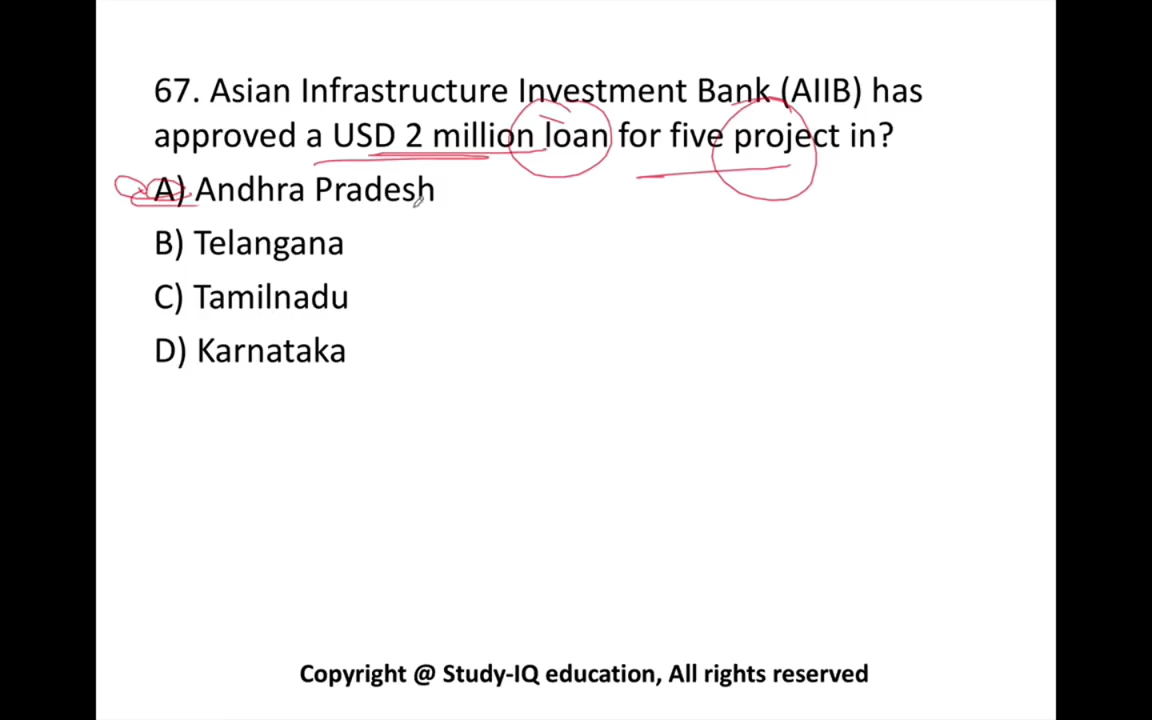 67. Asian Infrastructure Investment Bank (AIIB) has
approved a USD 2 million loan for five project in?
A) Andhra Pradesh
B) Telangana
C) Tamilnadu
D) Karnataka
Copyright @ Study-IQ education, All rights reserved